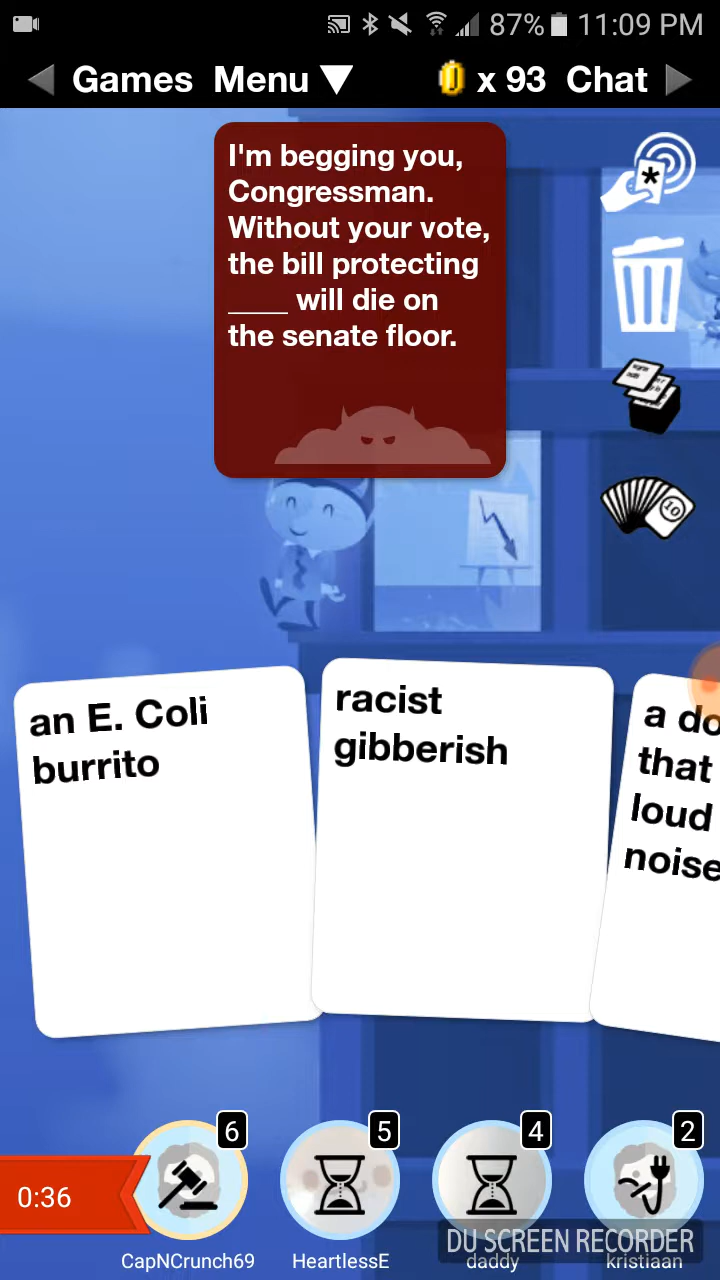 87% 11:09 PM
Games Menu x 93 Chat
I'm begging you,
Congressman.
Without your vote,
the bill protecting
____ will die on
the senate floor.
*
10
an E. Coli
burrito
racist
gibberish
a do
that
loud
noise
6
5
4
2
0:36
DU SCREEN RECORDER
CapNCrunch69
HeartlessE
daddy
kristiaan